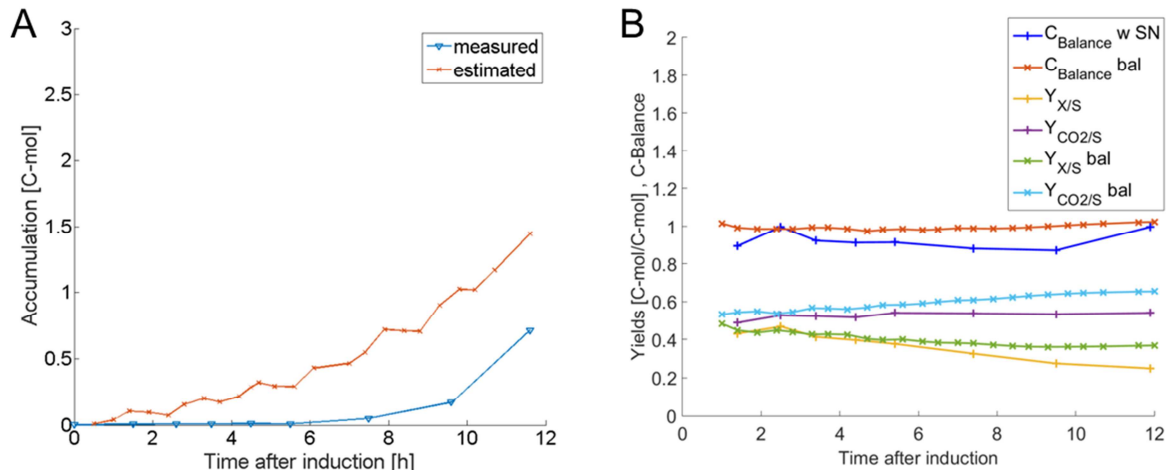 A
3
2.5
2
1.5
1
0.5
0
0
2
4
6
8
10
12
Accumulation [C-mol]
Time after induction [h]
measured
estimated
B
2
1.8
1.6
1.4
1.2
1
0.8
0.6
0.4
0.2
0
0
2
4
6
8
10
12
Yields [C-mol/C-mol], C-Balance
Time after induction
C_Balance w SN
C_Balance bal
Y_X/S
Y_CO2/S
Y_X/S bal
Y_CO2/S bal